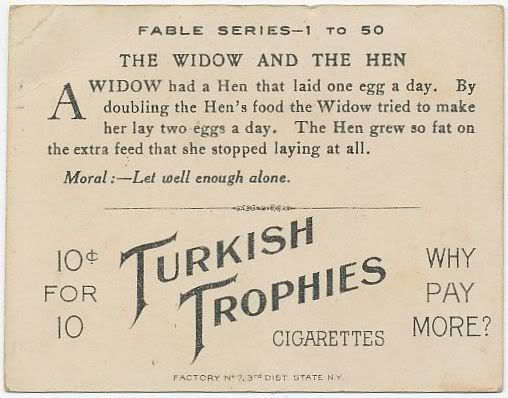 FABLE SERIES–1 TO 50
THE WIDOW AND THE HEN
A WIDOW had a Hen that laid one egg a day. By
doubling the Hen's food the Widow tried to make
her lay two eggs a day. The Hen grew so fat on
the extra feed that she stopped laying at all.
Moral:—Let well enough alone.
10¢
FOR
10
TURKISH
TROPHIES
CIGARETTES
WHY
PAY
MORE?
FACTORY Nº 7, 3RD DIST. STATE N.Y.